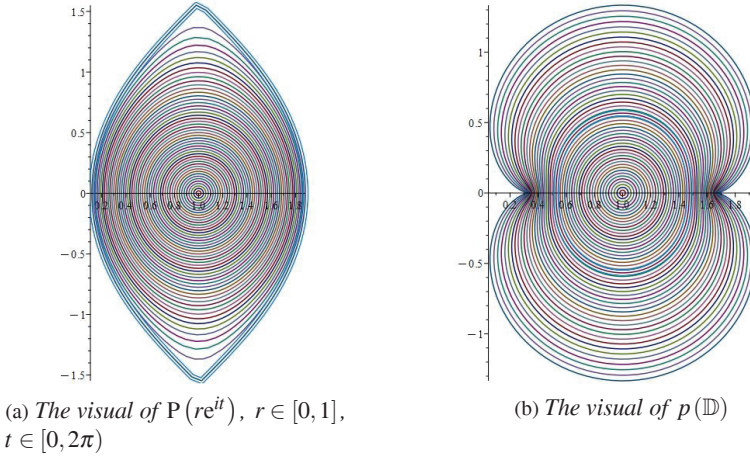 1.5
1
0.5
0
0.2 0.4 0.6 0.8 1.0 1.2 1.4 1.6 1.8
−0.5
−1
−1.5
1
0.5
0
0.2 0.4 0.6 0.8 1.0 1.2 1.4 1.6 1.8
−0.5
−1
(a) The visual of P(re^{it}), r ∈ [0,1],
t ∈ [0,2π)
(b) The visual of p(𝔻)